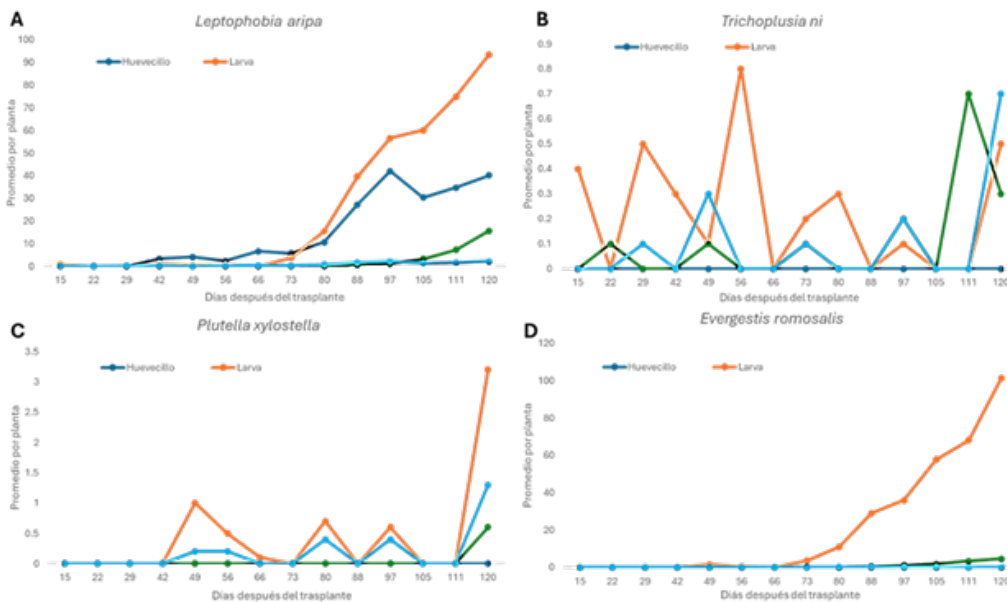 A
Leptophobia aripa
Promedio por planta
100
90
80
70
60
50
40
30
20
10
0
Huevecillo
Larva
15 22 29 42 49 56 66 73 80 88 97 105 111 120
Días después del trasplante
B
Trichoplusia ni
Promedio por planta
0.9
0.8
0.7
0.6
0.5
0.4
0.3
0.2
0.1
0
Huevecillo
Larva
15 22 29 42 49 56 66 73 80 88 97 105 111 120
Días después del trasplante
C
Plutella xylostella
Promedio por planta
3.5
3
2.5
2
1.5
1
0.5
0
Huevecillo
Larva
15 22 29 42 49 56 66 73 80 88 97 105 111 120
Días después del trasplante
D
Evergestis romosalis
Promedio por planta
120
100
80
60
40
20
0
Huevecillo
Larva
15 22 29 42 49 56 66 73 80 88 97 105 111 120
Días después del trasplante